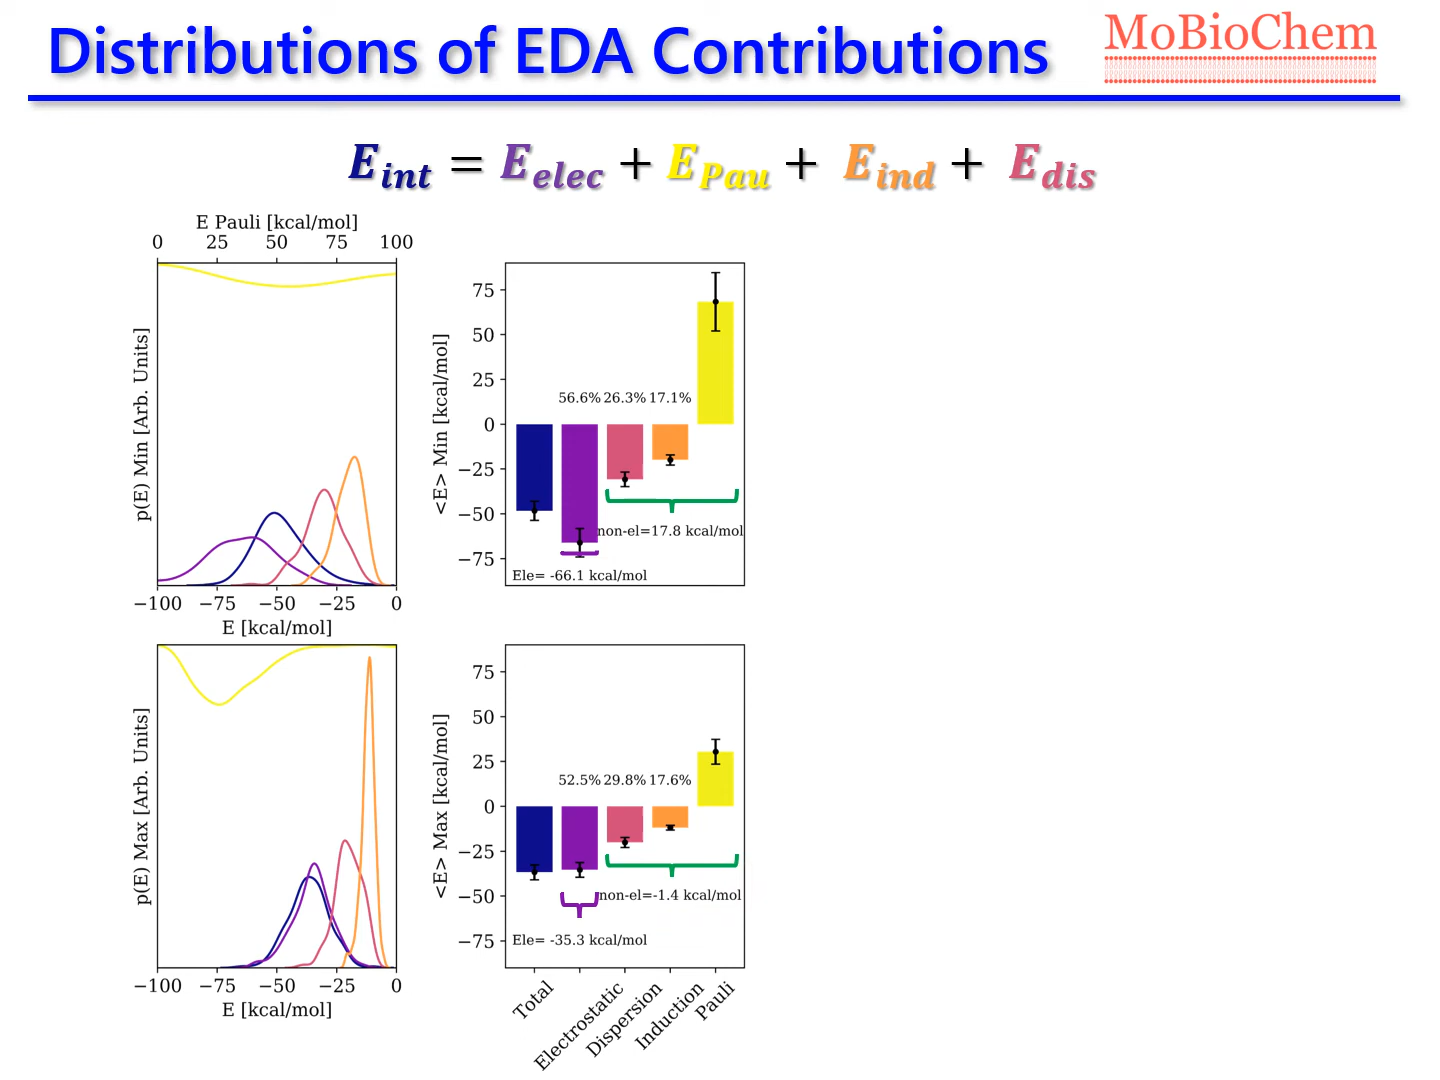 Distributions of EDA Contributions
MoBioChem
E_int = E_elec + E_Pau + E_ind + E_dis
E Pauli [kcal/mol]
0 25 50 75 100
p(E) Min [Arb. Units]
−100 −75 −50 −25 0
E [kcal/mol]
<E> Min [kcal/mol]
75
50
25
0
−25
−50
−75
56.6% 26.3% 17.1%
non-el=17.8 kcal/mol
Ele= -66.1 kcal/mol
p(E) Max [Arb. Units]
−100 −75 −50 −25 0
E [kcal/mol]
<E> Max [kcal/mol]
75
50
25
0
−25
−50
−75
52.5% 29.8% 17.6%
non-el=-1.4 kcal/mol
Ele= -35.3 kcal/mol
Total
Electrostatic
Dispersion
Induction
Pauli